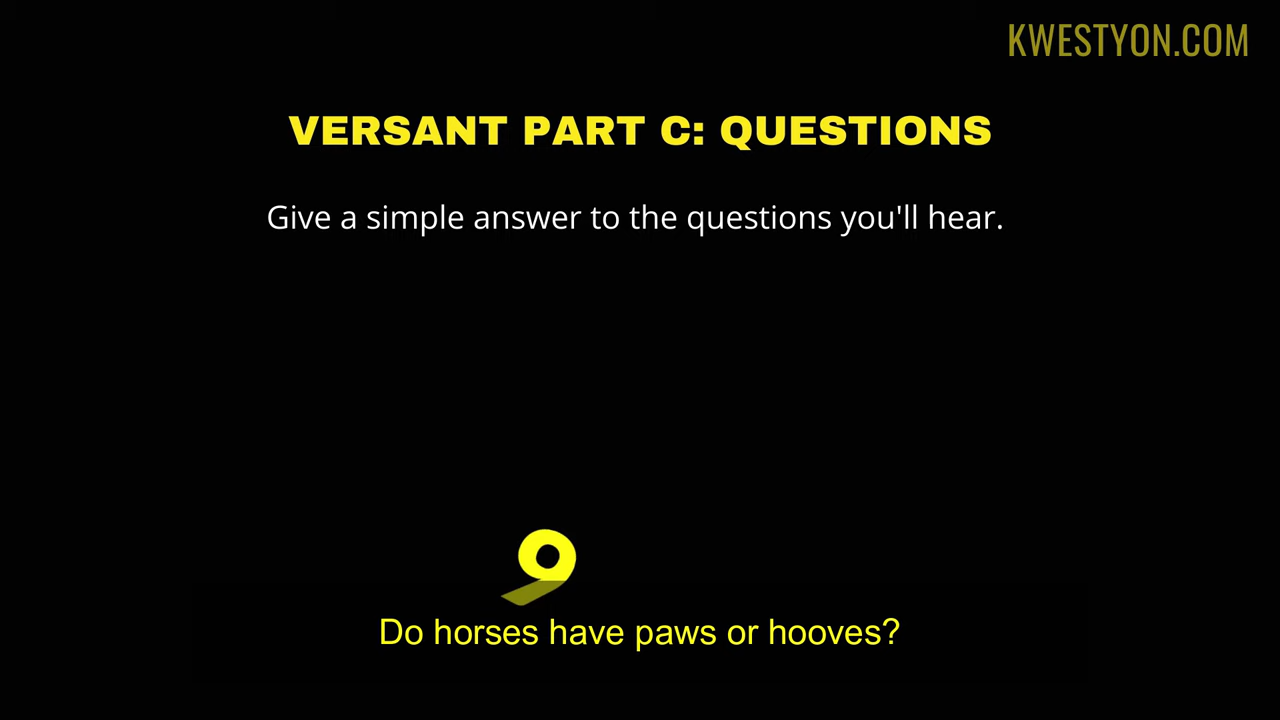 KWESTYON.COM
VERSANT PART C: QUESTIONS
Give a simple answer to the questions you'll hear.
9
Do horses have paws or hooves?